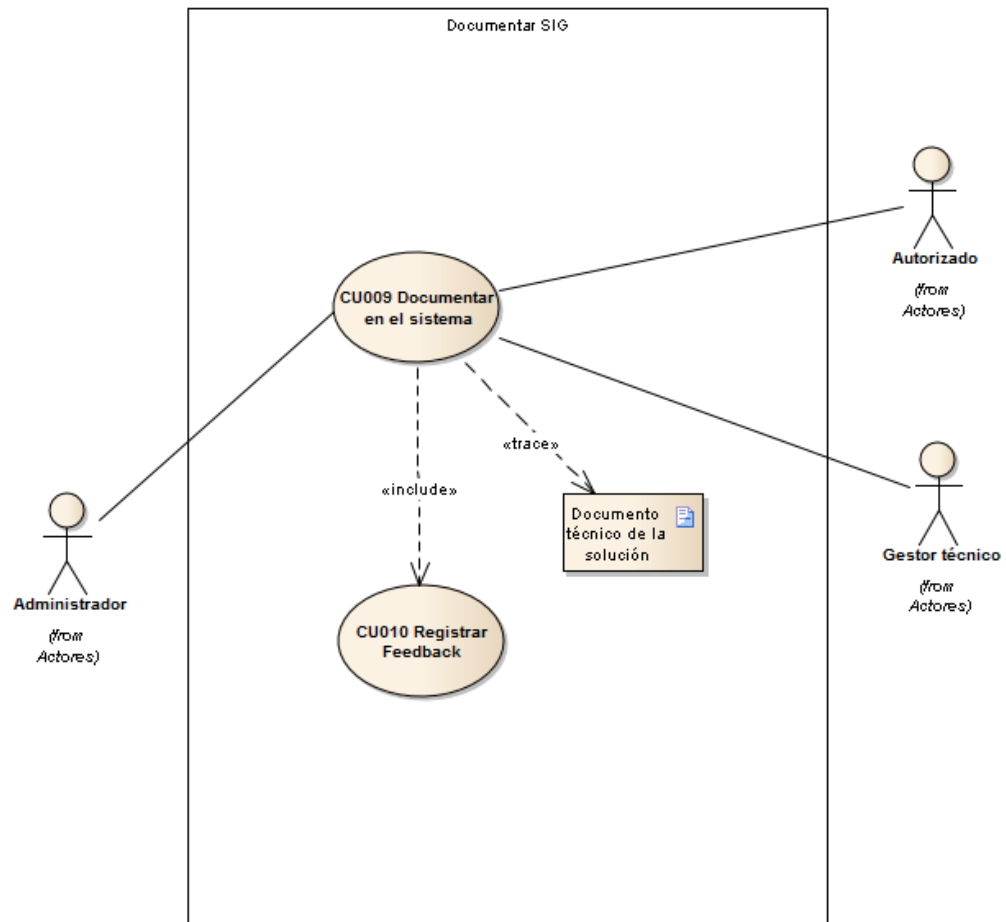 Documentar SIG
Autorizado
(from
Actores)
CU009 Documentar
en el sistema
«trace»
«include»
Documento
técnico de la
solución
Gestor técnico
(from
Actores)
Administrador
(from
Actores)
CU010 Registrar
Feedback